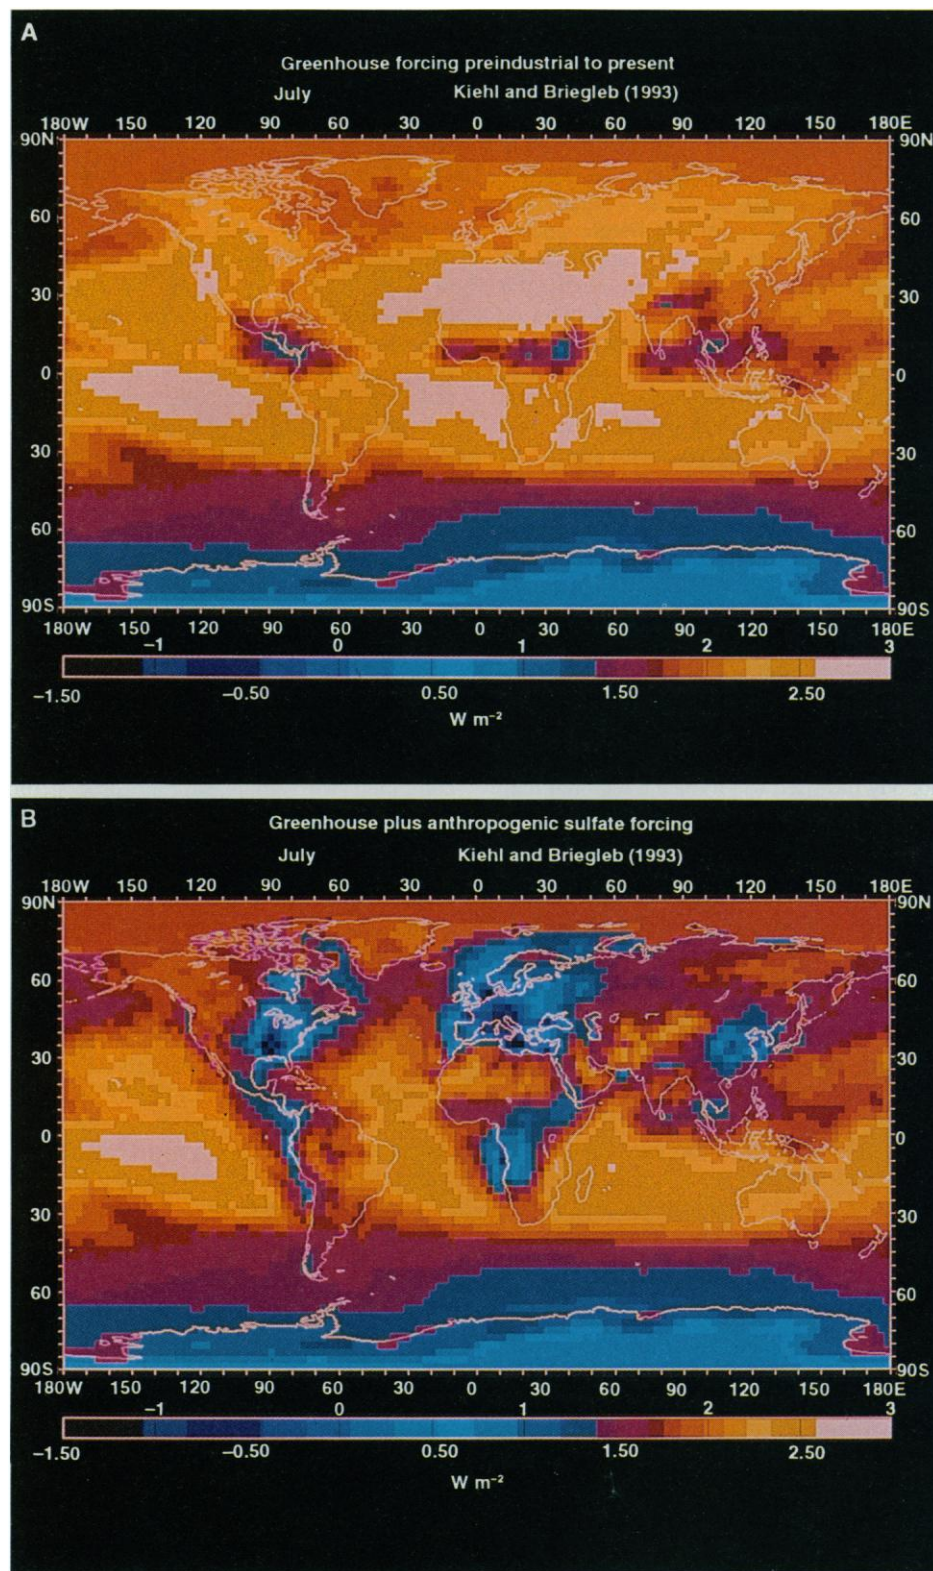 A
Greenhouse forcing preindustrial to present
July Kiehl and Briegleb (1993)
180W 150 120 90 60 30 0 30 60 90 120 150 180E
90N 90N
60 60
30 30
0 0
30 30
60 60
90S 90S
180W 150 120 90 60 30 0 30 60 90 120 150 180E
−1 0 1 2 3
−1.50 −0.50 0.50 1.50 2.50
W m⁻²
B
Greenhouse plus anthropogenic sulfate forcing
July Kiehl and Briegleb (1993)
180W 150 120 90 60 30 0 30 60 90 120 150 180E
90N 90N
60 60
30 30
0 0
30 30
60 60
90S 90S
180W 150 120 90 60 30 0 30 60 90 120 150 180E
−1 0 1 2 3
−1.50 −0.50 0.50 1.50 2.50
W m⁻²